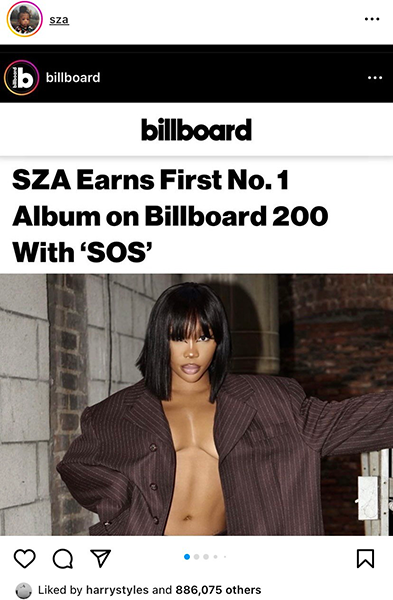 sza
billboard
billboard
SZA Earns First No. 1
Album on Billboard 200
With ‘SOS’
Liked by harrystyles and 886,075 others